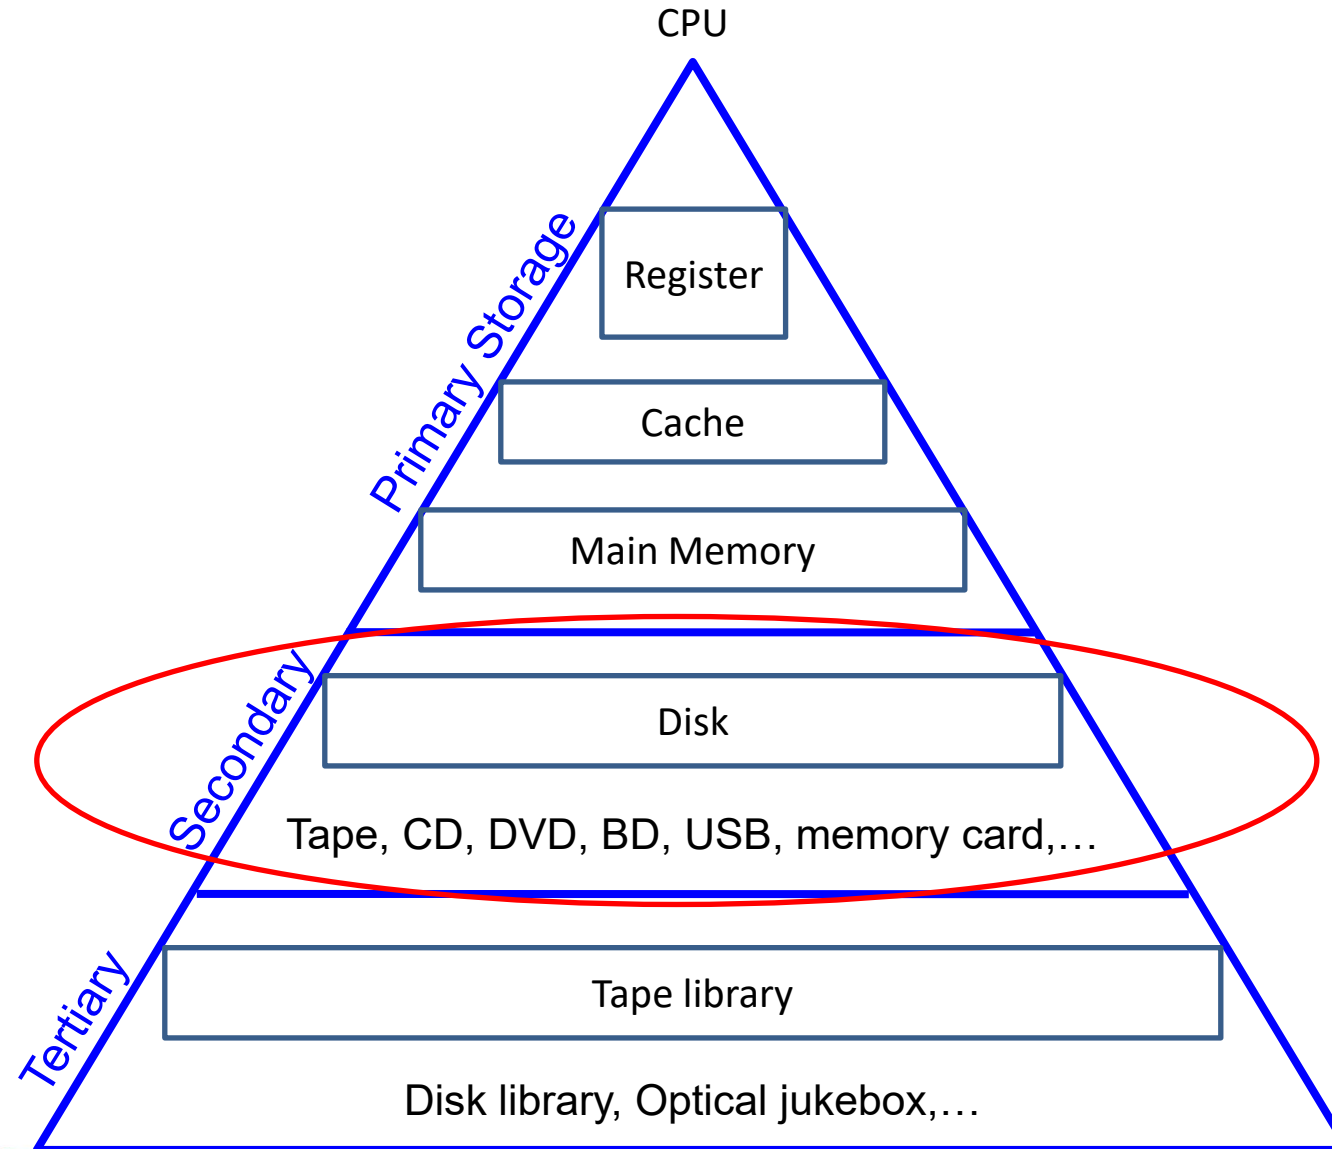 CPU
Primary Storage
Register
Cache
Main Memory
Secondary
Disk
Tape, CD, DVD, BD, USB, memory card,...
Tertiary
Tape library
Disk library, Optical jukebox,...